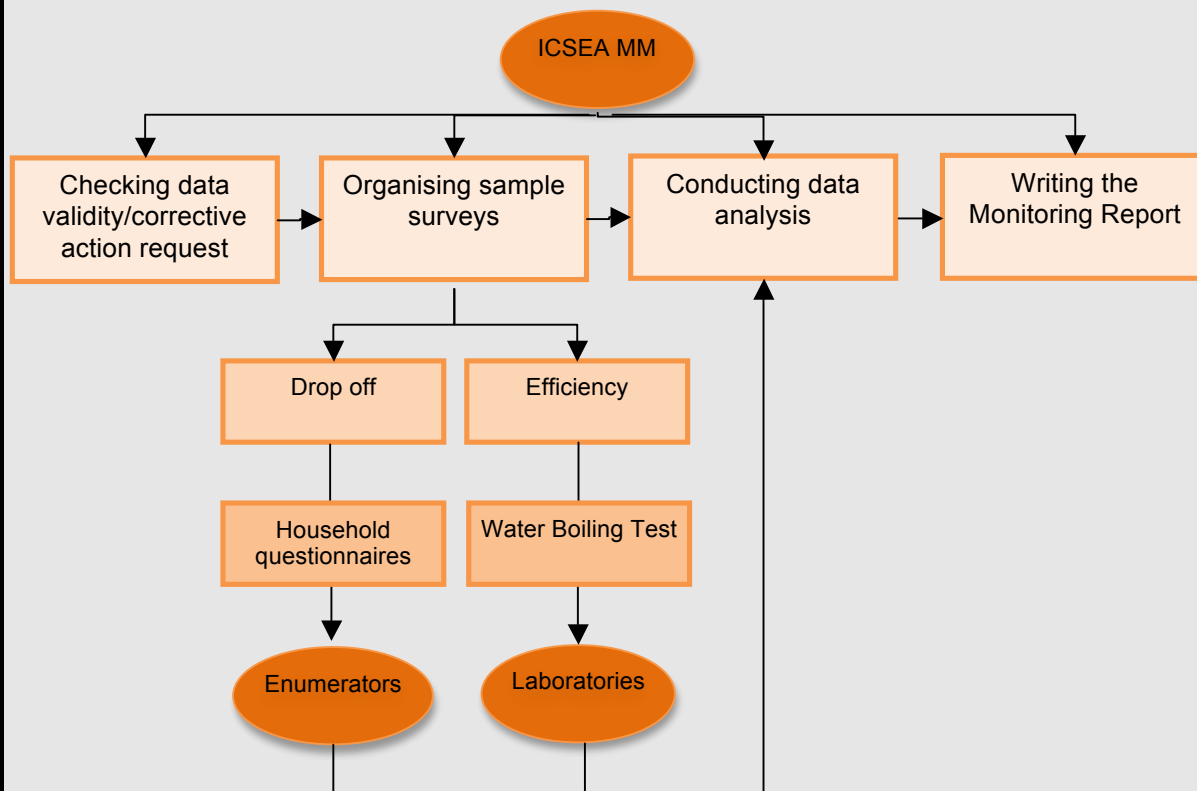 ICSEA MM
Checking data
validity/corrective
action request
Organising sample
surveys
Conducting data
analysis
Writing the
Monitoring Report
Drop off
Efficiency
Household
questionnaires
Water Boiling Test
Enumerators
Laboratories